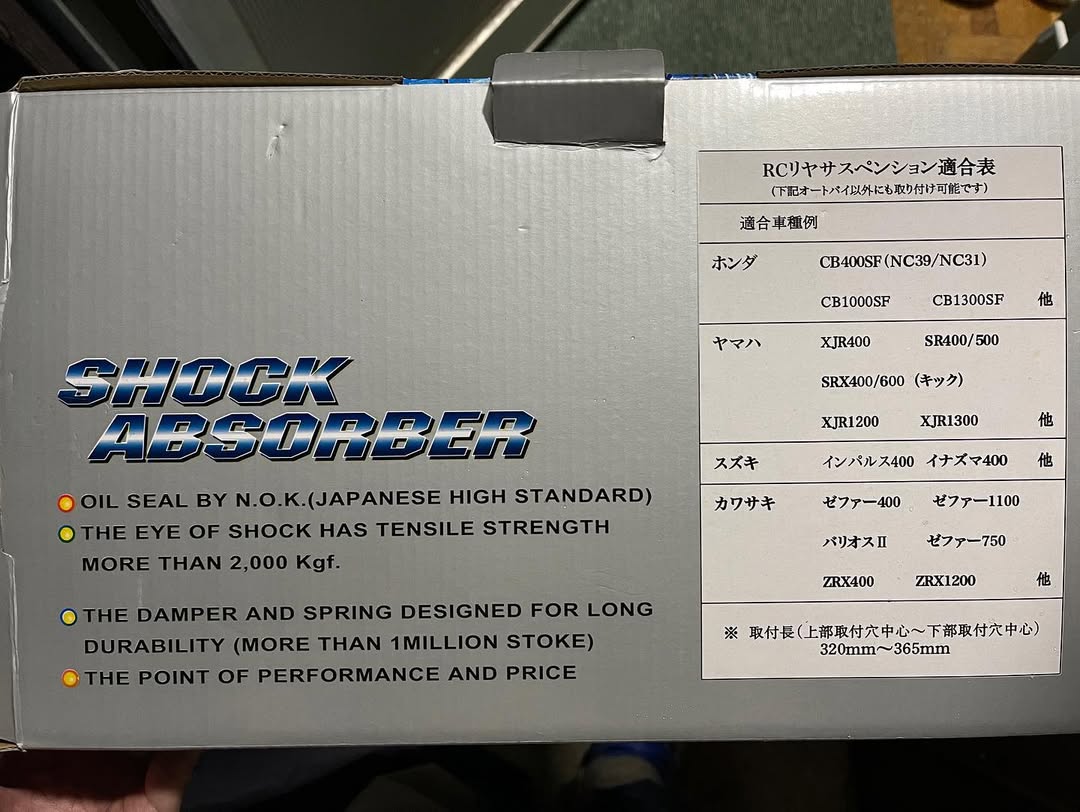 SHOCK
ABSORBER
OIL SEAL BY N.O.K.(JAPANESE HIGH STANDARD)
THE EYE OF SHOCK HAS TENSILE STRENGTH
MORE THAN 2,000 Kgf.
THE DAMPER AND SPRING DESIGNED FOR LONG
DURABILITY (MORE THAN 1MILLION STOKE)
THE POINT OF PERFORMANCE AND PRICE
RCリヤサスペンション適合表
(下記オートバイ以外にも取り付け可能です)
適合車種例
ホンダ CB400SF(NC39/NC31)
CB1000SF CB1300SF 他
ヤマハ XJR400 SR400/500
SRX400/600 (キック)
XJR1200 XJR1300 他
スズキ インパルス400 イナズマ400 他
カワサキ ゼファー400 ゼファー1100
バリオスⅡ ゼファー750
ZRX400 ZRX1200 他
※ 取付長(上部取付穴中心～下部取付穴中心)
320mm～365mm